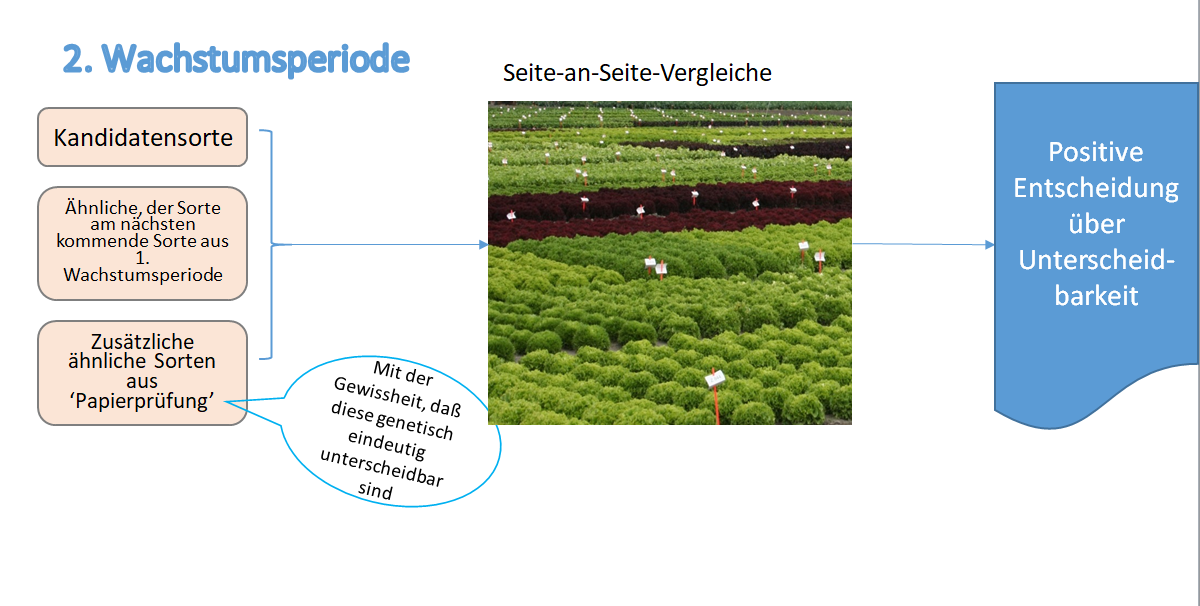 2. Wachstumsperiode
Seite-an-Seite-Vergleiche
Kandidatensorte
Ähnliche, der Sorte
am nächsten
kommende Sorte aus
1.
Wachstumsperiode
Zusätzliche
ähnliche Sorten
aus
‘Papierprüfung’
Mit der
Gewissheit, daß
diese genetisch
eindeutig
unterscheidbar
sind
Positive
Entscheidung
über
Unterscheid-
barkeit